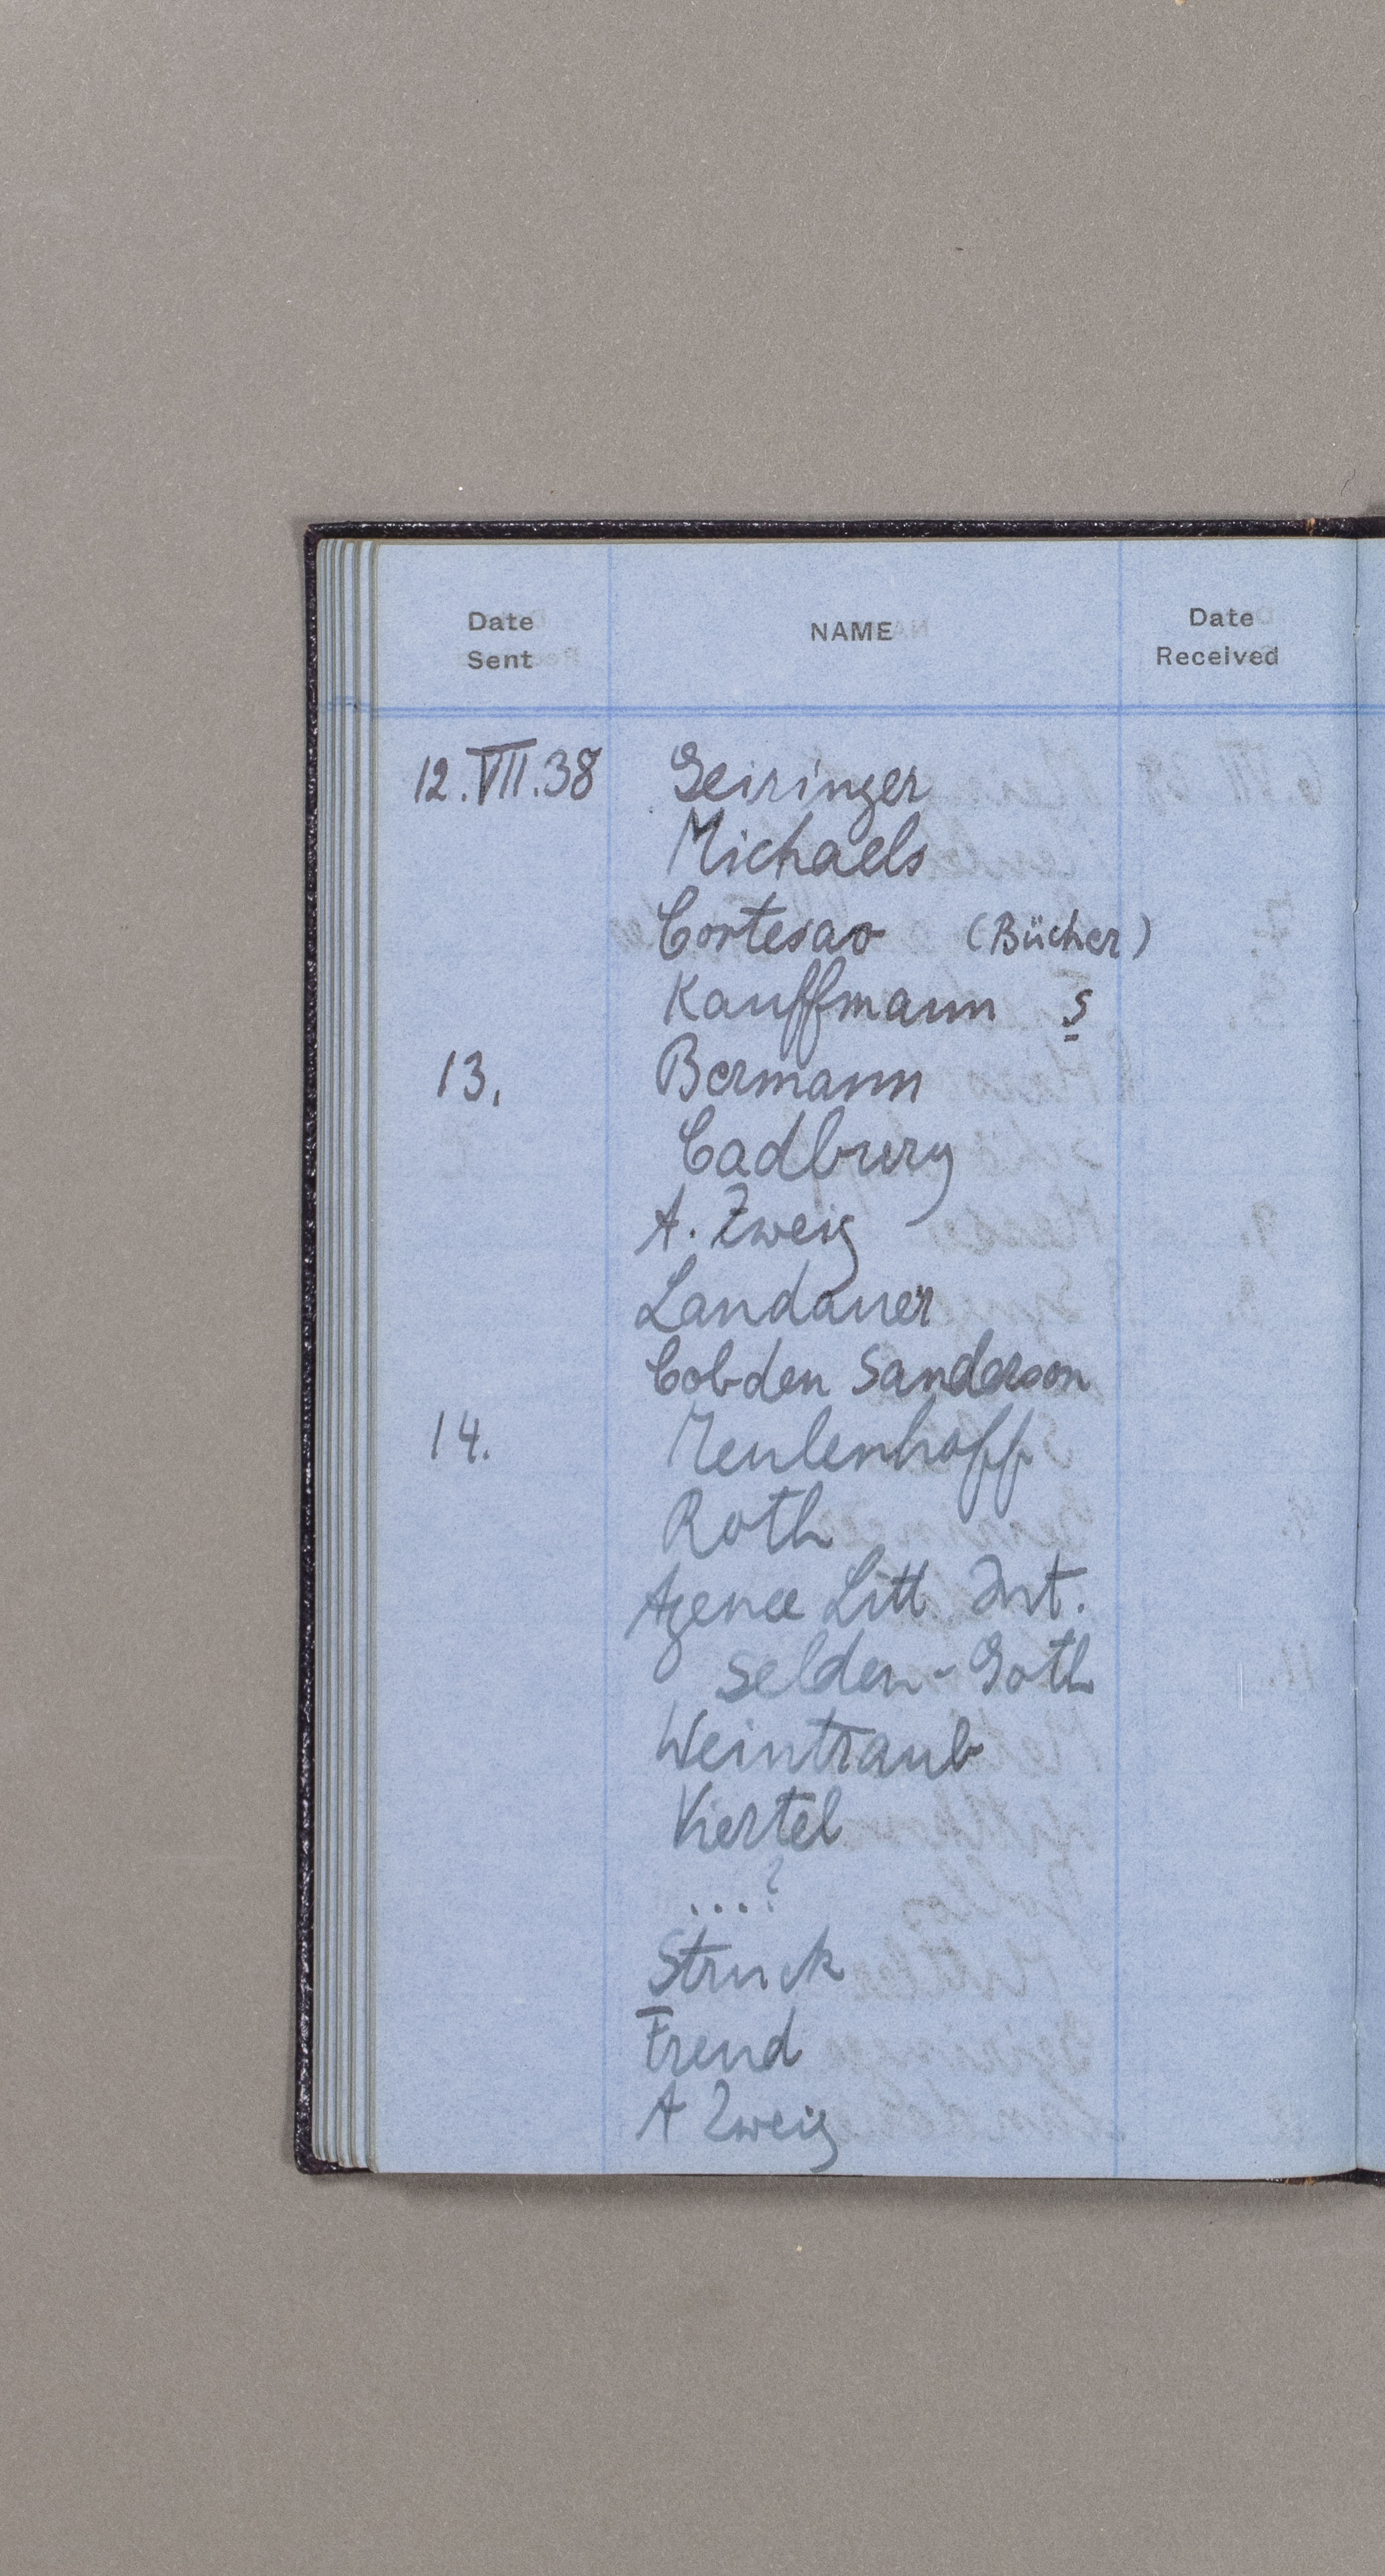 Date Sent NAME Date Received
12.VII.38 Geiringer
Michaels
Cortesao (Bücher)
Kauffmann S
13. Bermann
Cadbury
A. Zweig
Landauer
Cobden Sanderson
14. Meulenhoff
Roth
Agence Litt. Int.
Selden-Goth
Weintraub
Viertel
...?
Struck
Freud
A Zweig